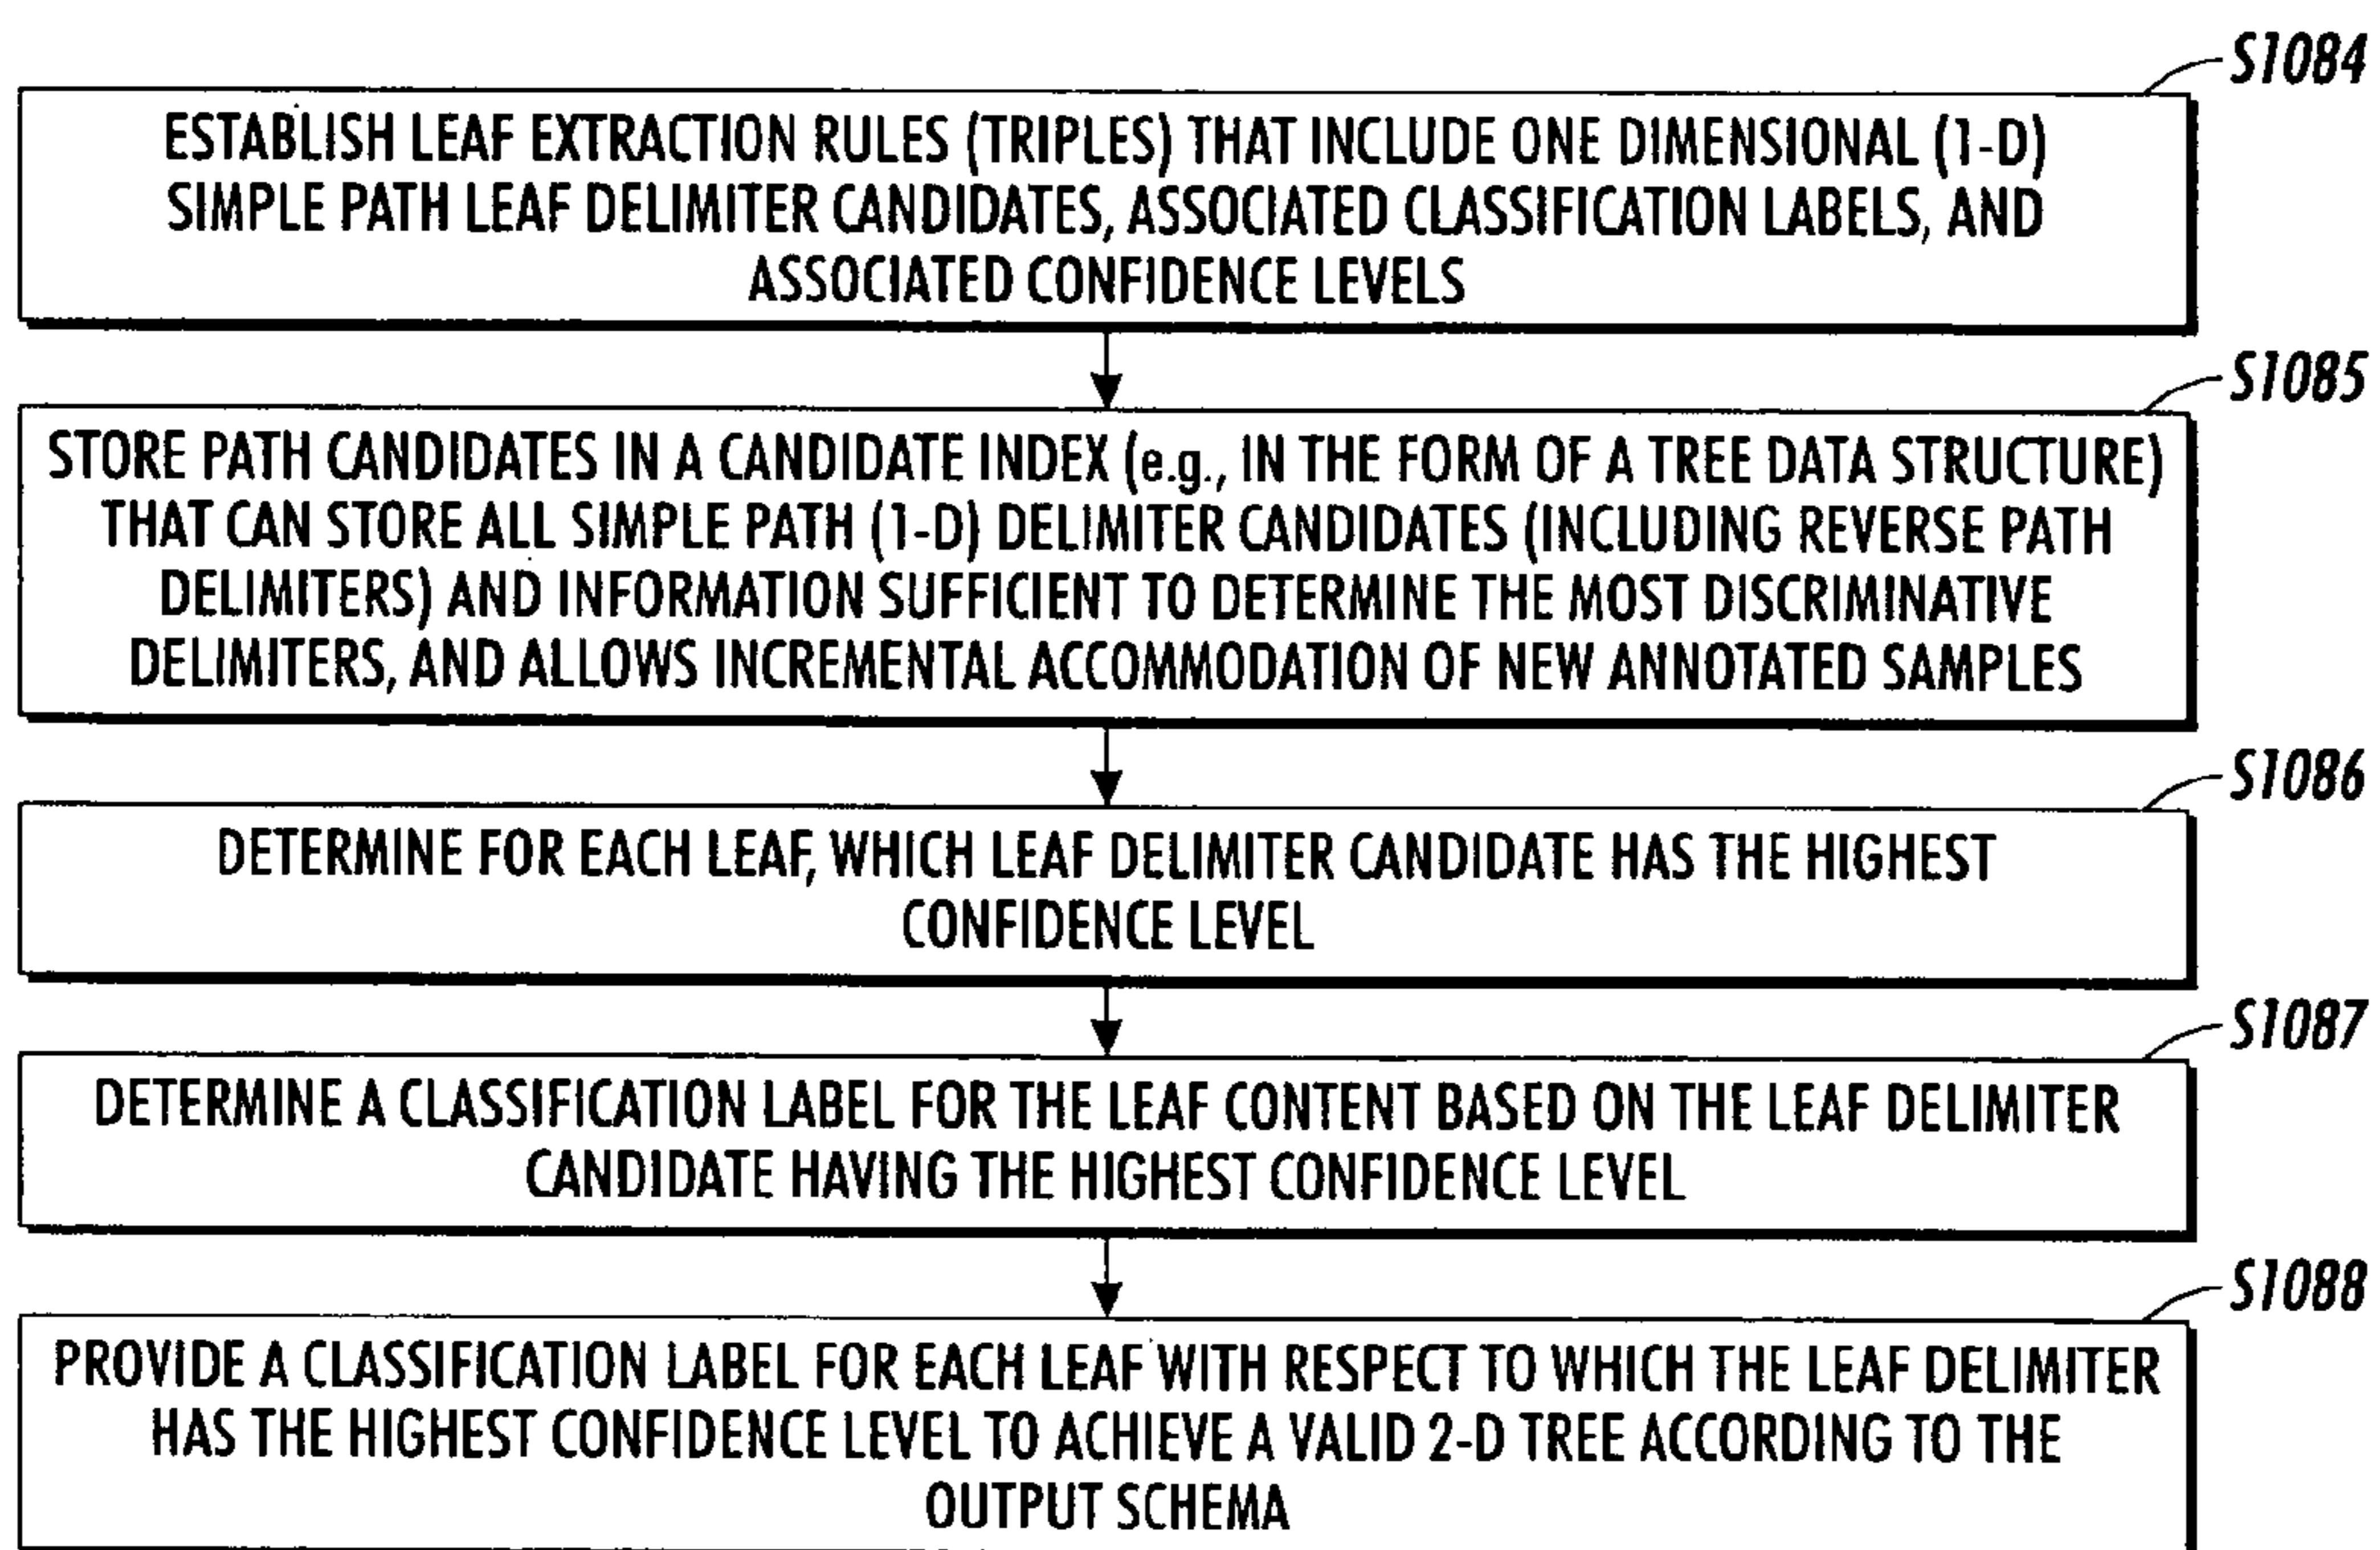 S1084
ESTABLISH LEAF EXTRACTION RULES (TRIPLES) THAT INCLUDE ONE DIMENSIONAL (1-D)
SIMPLE PATH LEAF DELIMITER CANDIDATES, ASSOCIATED CLASSIFICATION LABELS, AND
ASSOCIATED CONFIDENCE LEVELS
S1085
STORE PATH CANDIDATES IN A CANDIDATE INDEX (e.g., IN THE FORM OF A TREE DATA STRUCTURE)
THAT CAN STORE ALL SIMPLE PATH (1-D) DELIMITER CANDIDATES (INCLUDING REVERSE PATH
DELIMITERS) AND INFORMATION SUFFICIENT TO DETERMINE THE MOST DISCRIMINATIVE
DELIMITERS, AND ALLOWS INCREMENTAL ACCOMMODATION OF NEW ANNOTATED SAMPLES
S1086
DETERMINE FOR EACH LEAF, WHICH LEAF DELIMITER CANDIDATE HAS THE HIGHEST
CONFIDENCE LEVEL
S1087
DETERMINE A CLASSIFICATION LABEL FOR THE LEAF CONTENT BASED ON THE LEAF DELIMITER
CANDIDATE HAVING THE HIGHEST CONFIDENCE LEVEL
S1088
PROVIDE A CLASSIFICATION LABEL FOR EACH LEAF WITH RESPECT TO WHICH THE LEAF DELIMITER
HAS THE HIGHEST CONFIDENCE LEVEL TO ACHIEVE A VALID 2-D TREE ACCORDING TO THE
OUTPUT SCHEMA